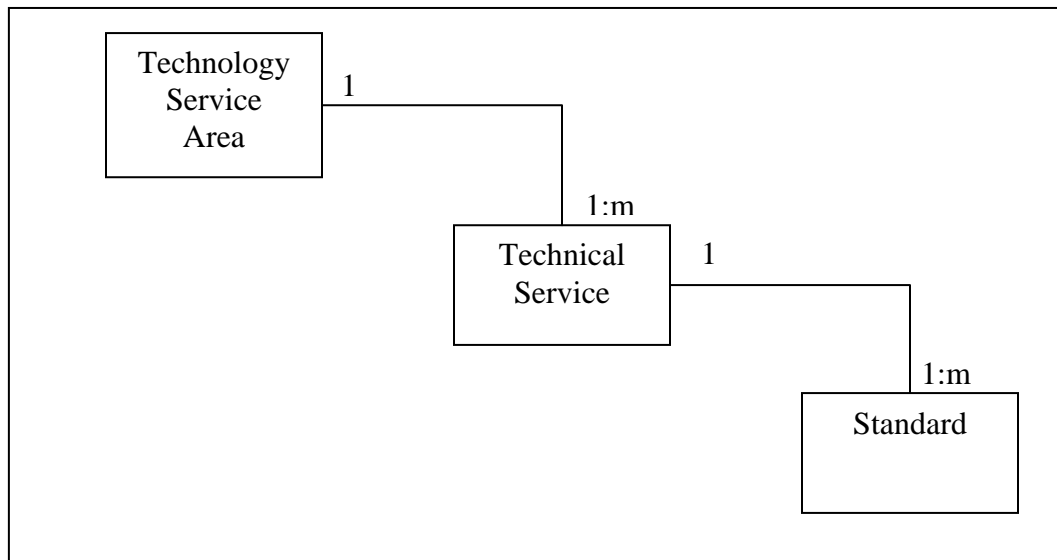 Technology
Service
Area
1
1:m
Technical
Service
1
1:m
Standard